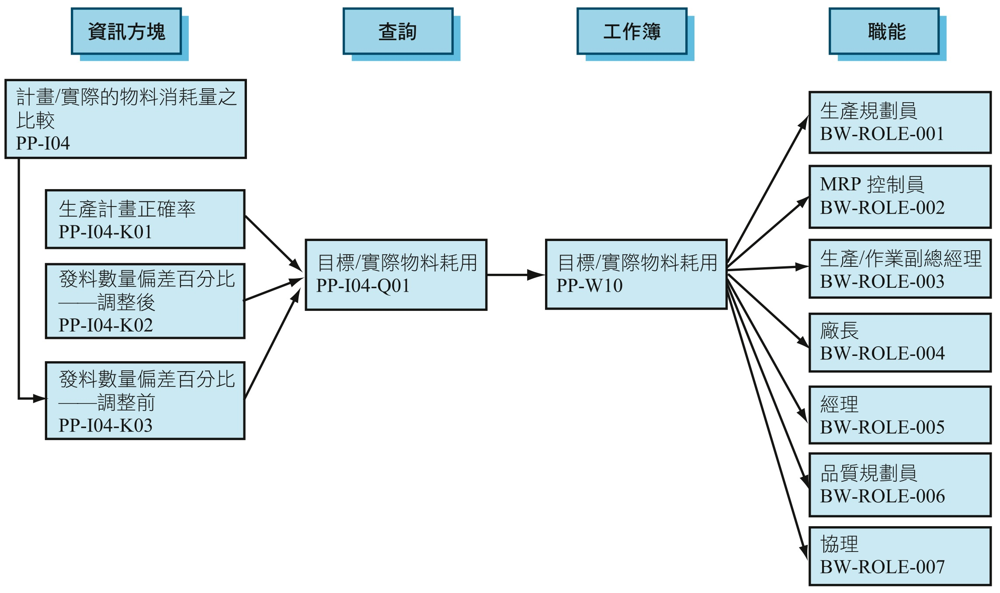 資訊方塊
查詢
工作簿
職能
計畫/實際的物料消耗量之
比較
PP-I04
生產計畫正確率
PP-I04-K01
發料數量偏差百分比
——調整後
PP-I04-K02
發料數量偏差百分比
——調整前
PP-I04-K03
目標/實際物料耗用
PP-I04-Q01
目標/實際物料耗用
PP-W10
生產規劃員
BW-ROLE-001
MRP 控制員
BW-ROLE-002
生產/作業副總經理
BW-ROLE-003
廠長
BW-ROLE-004
經理
BW-ROLE-005
品質規劃員
BW-ROLE-006
協理
BW-ROLE-007